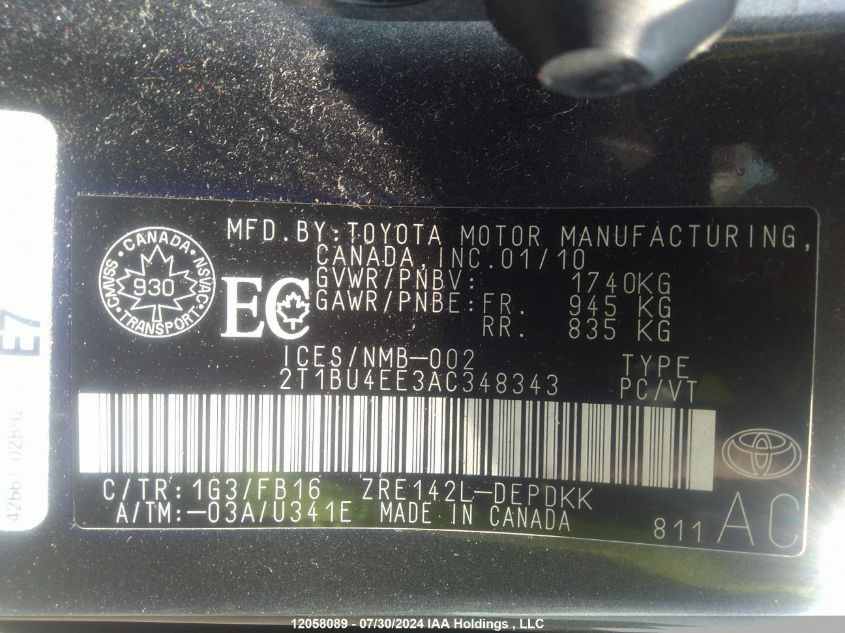 MFD.BY:TOYOTA MOTOR MANUFACTURING,
CANADA,INC.01/10
GVWR/PNBV: 1740KG
GAWR/PNBE:FR. 945 KG
RR. 835 KG
CANADA
CMVSS NSVAC
930
TRANSPORT
EC
ICES/NMB-002 TYPE
2T1BU4EE3AC348343 PC/VT
C/TR:1G3/FB16 ZRE142L-DEPDKK
A/TM:-03A/U341E MADE IN CANADA
811 AC
E7
12058089 - 07/30/2024 IAA Holdings , LLC